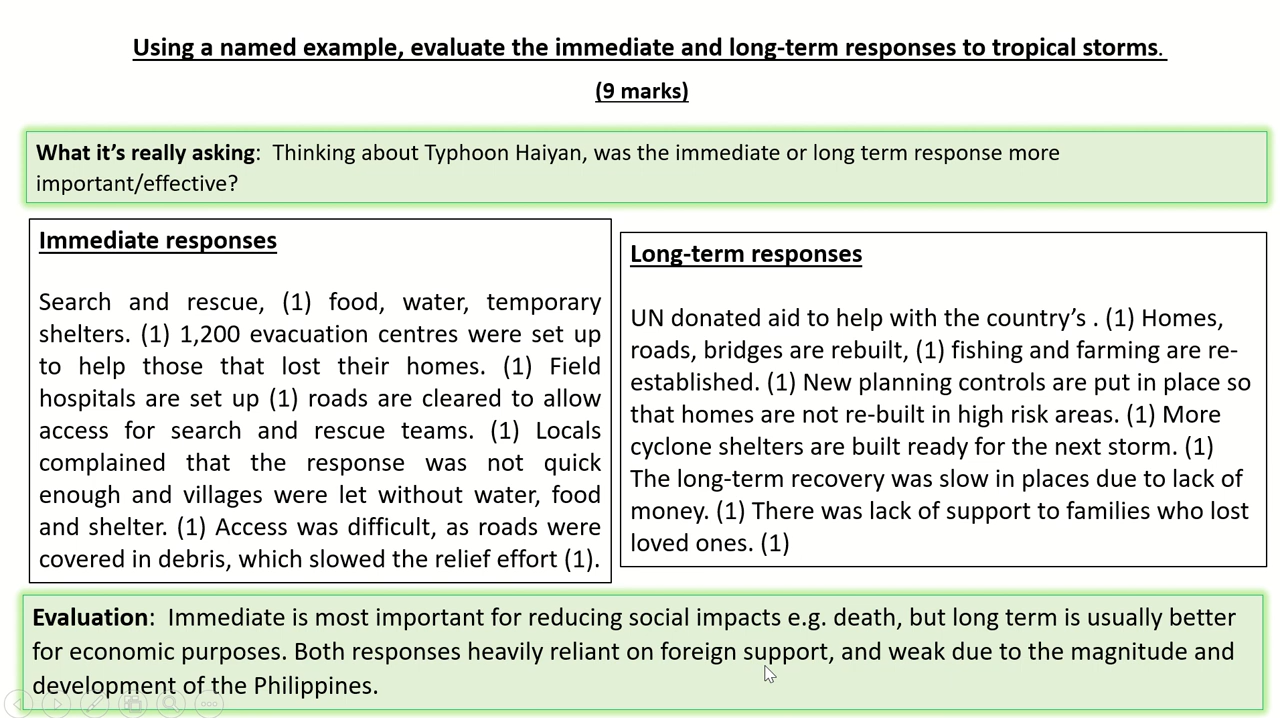 Using a named example, evaluate the immediate and long-term responses to tropical storms.
(9 marks)
What it’s really asking:  Thinking about Typhoon Haiyan, was the immediate or long term response more
important/effective?
Immediate responses
Search and rescue, (1) food, water, temporary
shelters. (1) 1,200 evacuation centres were set up
to help those that lost their homes. (1) Field
hospitals are set up (1) roads are cleared to allow
access for search and rescue teams. (1) Locals
complained that the response was not quick
enough and villages were let without water, food
and shelter. (1) Access was difficult, as roads were
covered in debris, which slowed the relief effort (1).
Long-term responses
UN donated aid to help with the country’s . (1) Homes,
roads, bridges are rebuilt, (1) fishing and farming are re-
established. (1) New planning controls are put in place so
that homes are not re-built in high risk areas. (1) More
cyclone shelters are built ready for the next storm. (1)
The long-term recovery was slow in places due to lack of
money. (1) There was lack of support to families who lost
loved ones. (1)
Evaluation:  Immediate is most important for reducing social impacts e.g. death, but long term is usually better
for economic purposes. Both responses heavily reliant on foreign support, and weak due to the magnitude and
development of the Philippines.